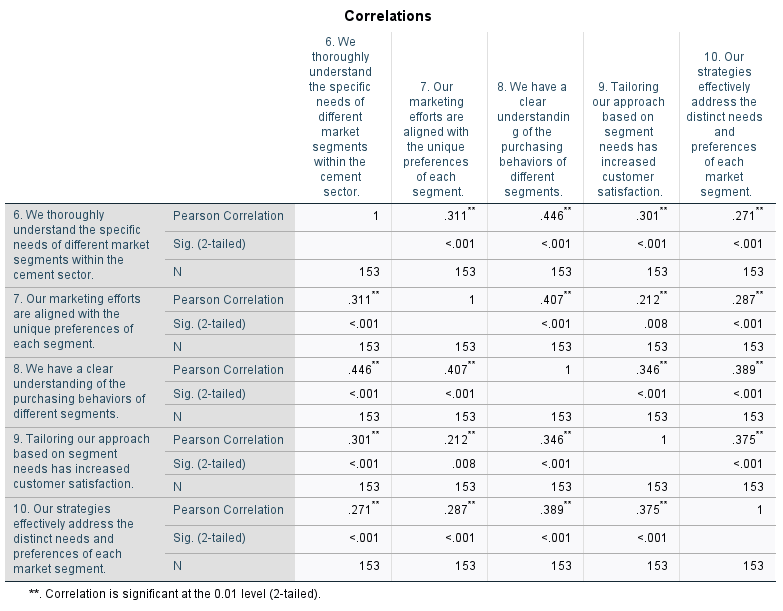 Correlations
6. We
thoroughly
understand
the specific
needs of
different
market
segments
within the
cement
sector.
7. Our
marketing
efforts are
aligned with
the unique
preferences
of each
segment.
8. We have a
clear
understandin
g of the
purchasing
behaviors of
different
segments.
9. Tailoring
our approach
based on
segment
needs has
increased
customer
satisfaction.
10. Our
strategies
effectively
address the
distinct needs
and
preferences
of each
market
segment.
6. We thoroughly
understand the specific
needs of different market
segments within the
cement sector.
Pearson Correlation 1 .311** .446** .301** .271**
Sig. (2-tailed) <.001 <.001 <.001 <.001
N 153 153 153 153 153
7. Our marketing efforts
are aligned with the
unique preferences of
each segment.
Pearson Correlation .311** 1 .407** .212** .287**
Sig. (2-tailed) <.001 <.001 .008 <.001
N 153 153 153 153 153
8. We have a clear
understanding of the
purchasing behaviors of
different segments.
Pearson Correlation .446** .407** 1 .346** .389**
Sig. (2-tailed) <.001 <.001 <.001 <.001
N 153 153 153 153 153
9. Tailoring our approach
based on segment
needs has increased
customer satisfaction.
Pearson Correlation .301** .212** .346** 1 .375**
Sig. (2-tailed) <.001 .008 <.001 <.001
N 153 153 153 153 153
10. Our strategies
effectively address the
distinct needs and
preferences of each
market segment.
Pearson Correlation .271** .287** .389** .375** 1
Sig. (2-tailed) <.001 <.001 <.001 <.001
N 153 153 153 153 153
**. Correlation is significant at the 0.01 level (2-tailed).